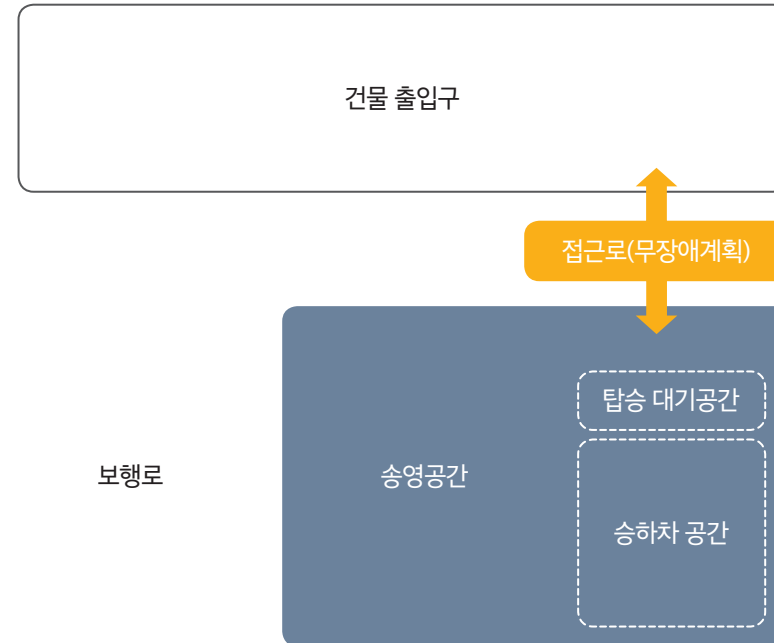 건물 출입구
접근로(무장애계획)
탑승 대기공간
보행로
송영공간
승하차 공간